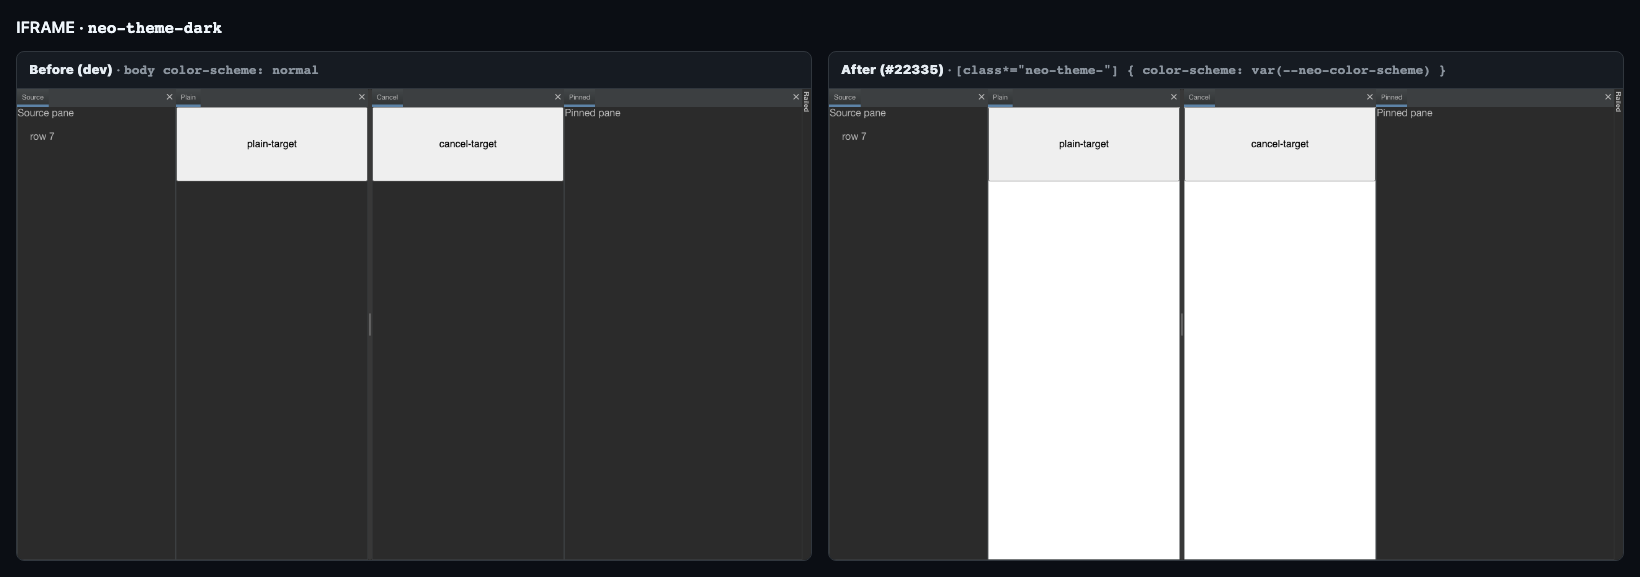 IFRAME · neo-theme-dark
Before (dev) · body color-scheme: normal
Source × Plain × Cancel × Pinned × Railed
Source pane
Pinned pane
row 7
plain-target
cancel-target
After (#22335) · [class*="neo-theme-"] { color-scheme: var(--neo-color-scheme) }
Source × Plain × Cancel × Pinned × Railed
Source pane
Pinned pane
row 7
plain-target
cancel-target